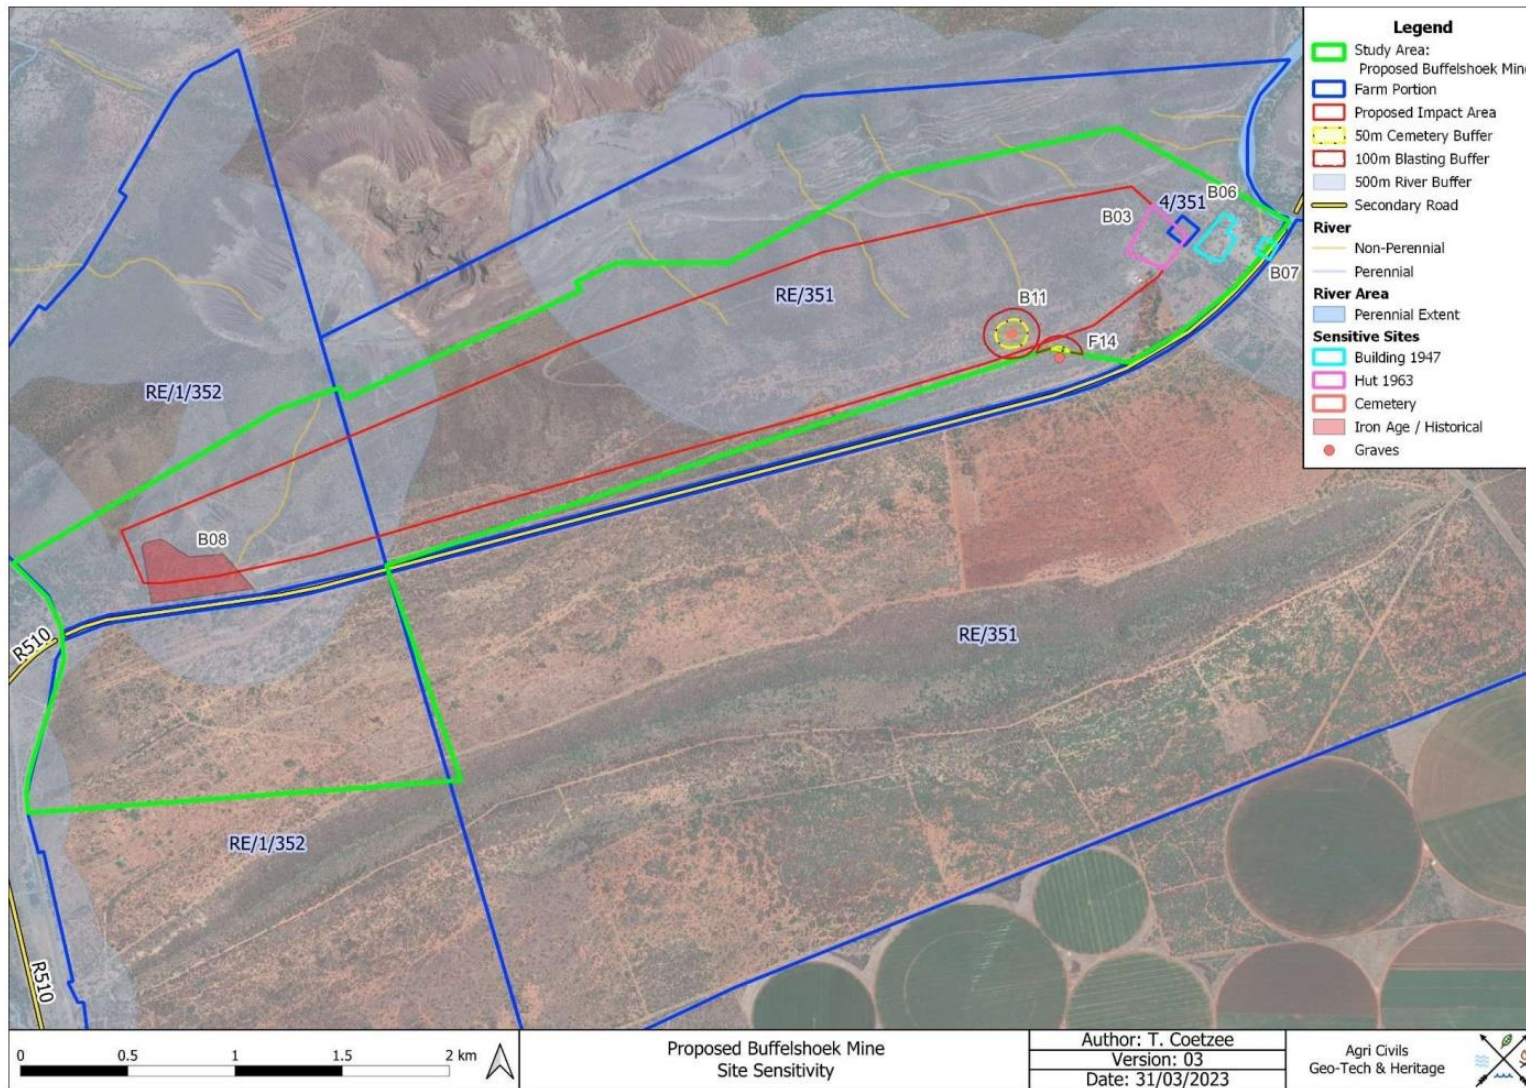 B06
4/351
B03
B07
RE/351
B11
F14
RE/1/352
B08
R510
RE/351
RE/1/352
R510
Legend
Study Area:
Proposed Buffelshoek Mine
Farm Portion
Proposed Impact Area
50m Cemetery Buffer
100m Blasting Buffer
500m River Buffer
Secondary Road
River
Non-Perennial
Perennial
River Area
Perennial Extent
Sensitive Sites
Building 1947
Hut 1963
Cemetery
Iron Age / Historical
Graves
0 0.5 1 1.5 2 km
Proposed Buffelshoek Mine
Site Sensitivity
Author: T. Coetzee
Version: 03
Date: 31/03/2023
Agri Civils
Geo-Tech & Heritage